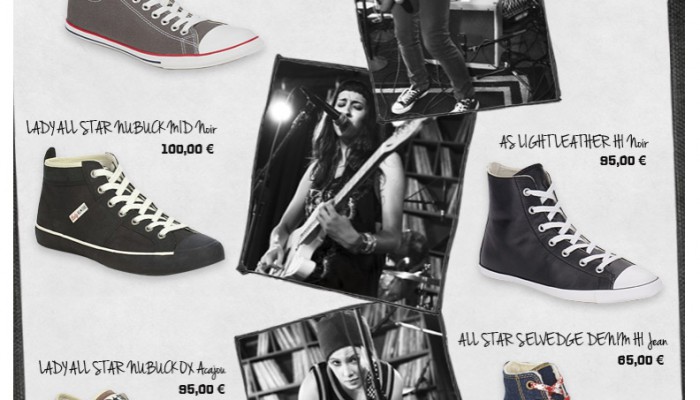 LADY ALL STAR NUBUCK MID Noir
100,00 €
AS LIGHT LEATHER HI Noir
95,00 €
ALL STAR SELVEDGE DENIM HI Jean
65,00 €
LADY ALL STAR NUBUCK OX Acajou
95,00 €